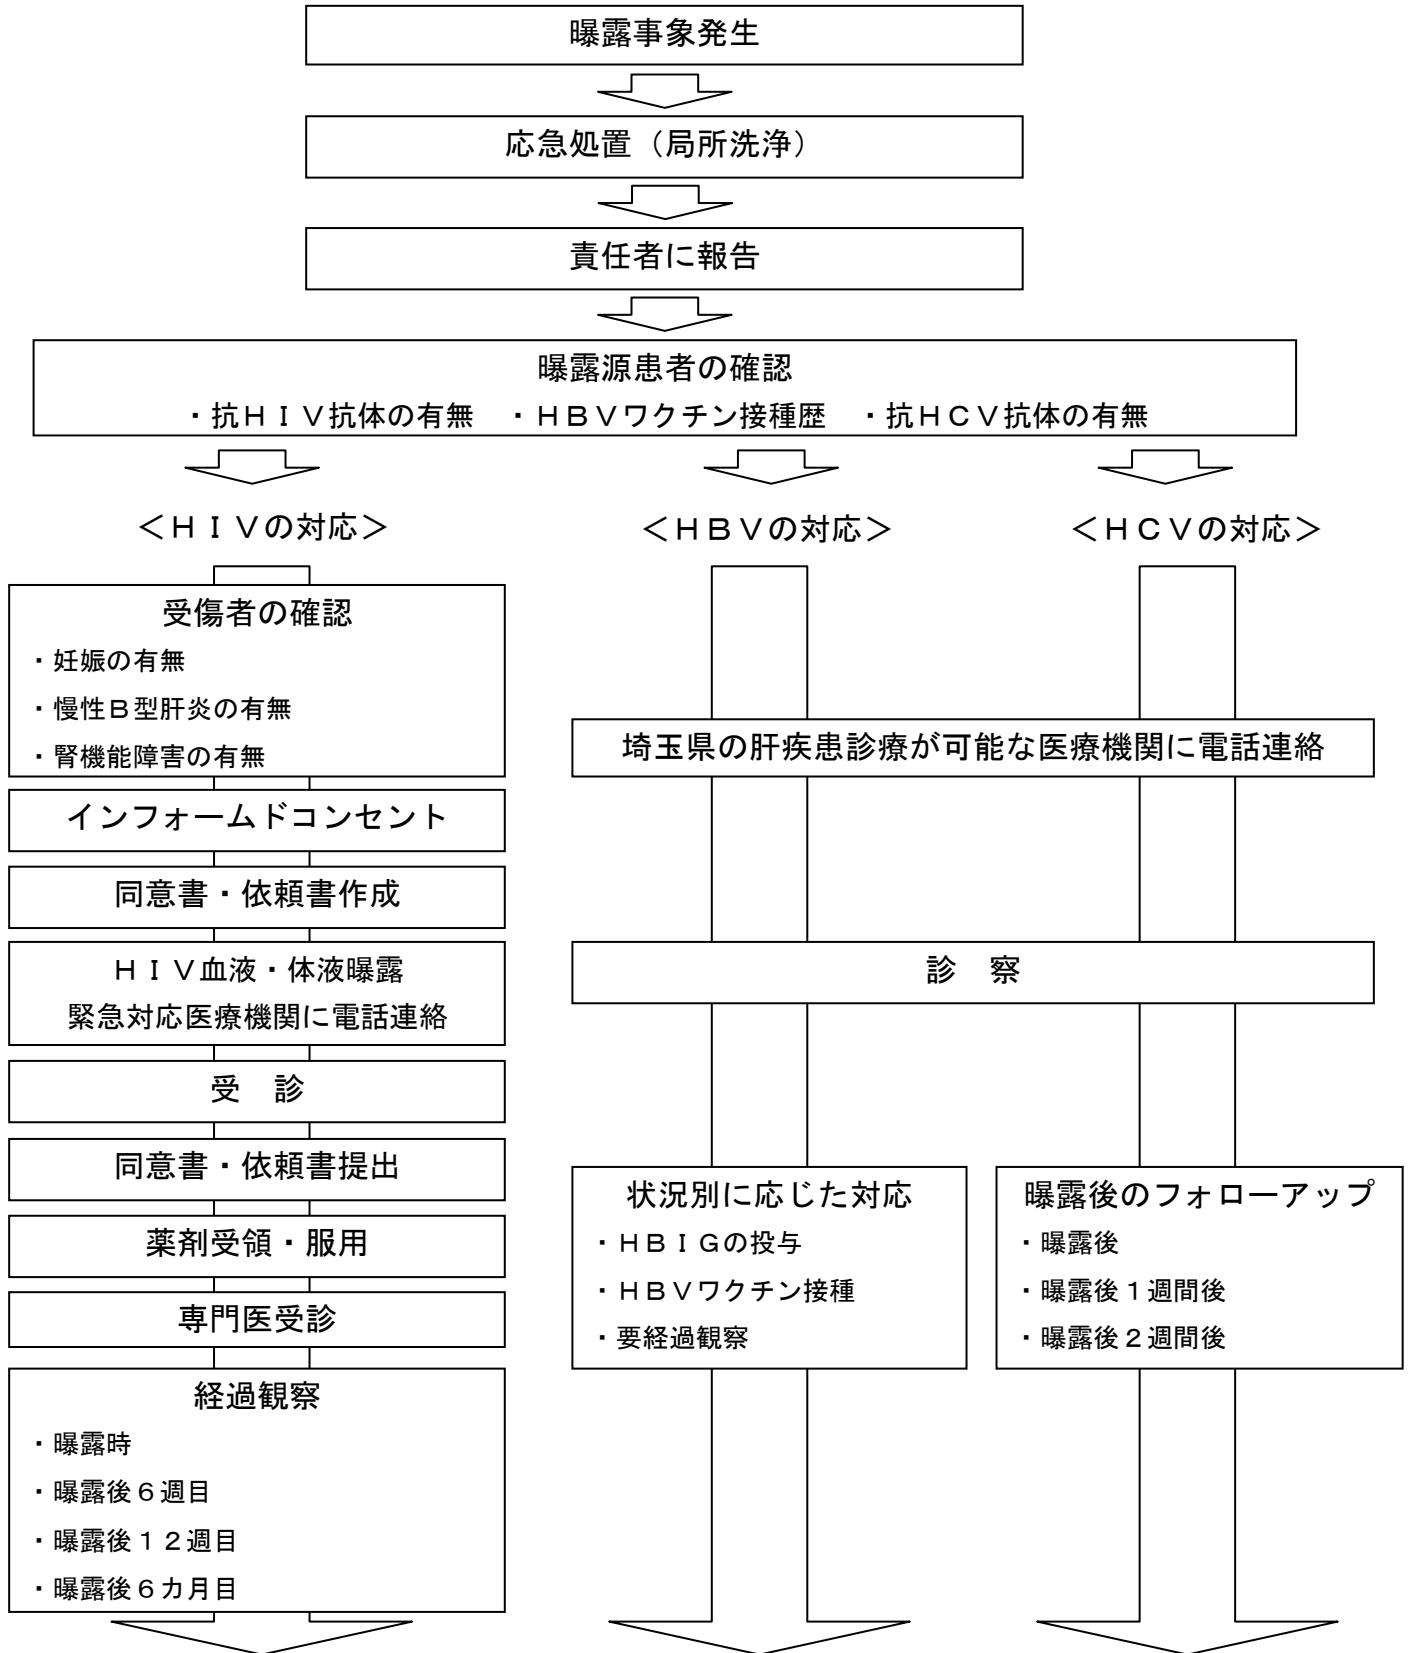 曝露事象発生
応急処置（局所洗浄）
責任者に報告
曝露源患者の確認
・抗ＨＩＶ抗体の有無　・ＨＢＶワクチン接種歴　・抗ＨＣＶ抗体の有無
＜ＨＩＶの対応＞
受傷者の確認
・妊娠の有無
・慢性Ｂ型肝炎の有無
・腎機能障害の有無
インフォームドコンセント
同意書・依頼書作成
ＨＩＶ血液・体液曝露
緊急対応医療機関に電話連絡
受　診
同意書・依頼書提出
薬剤受領・服用
専門医受診
経過観察
・曝露時
・曝露後６週目
・曝露後１２週目
・曝露後６カ月目
＜ＨＢＶの対応＞
＜ＨＣＶの対応＞
埼玉県の肝疾患診療が可能な医療機関に電話連絡
診　察
状況別に応じた対応
・ＨＢＩＧの投与
・ＨＢＶワクチン接種
・要経過観察
曝露後のフォローアップ
・曝露後
・曝露後１週間後
・曝露後２週間後